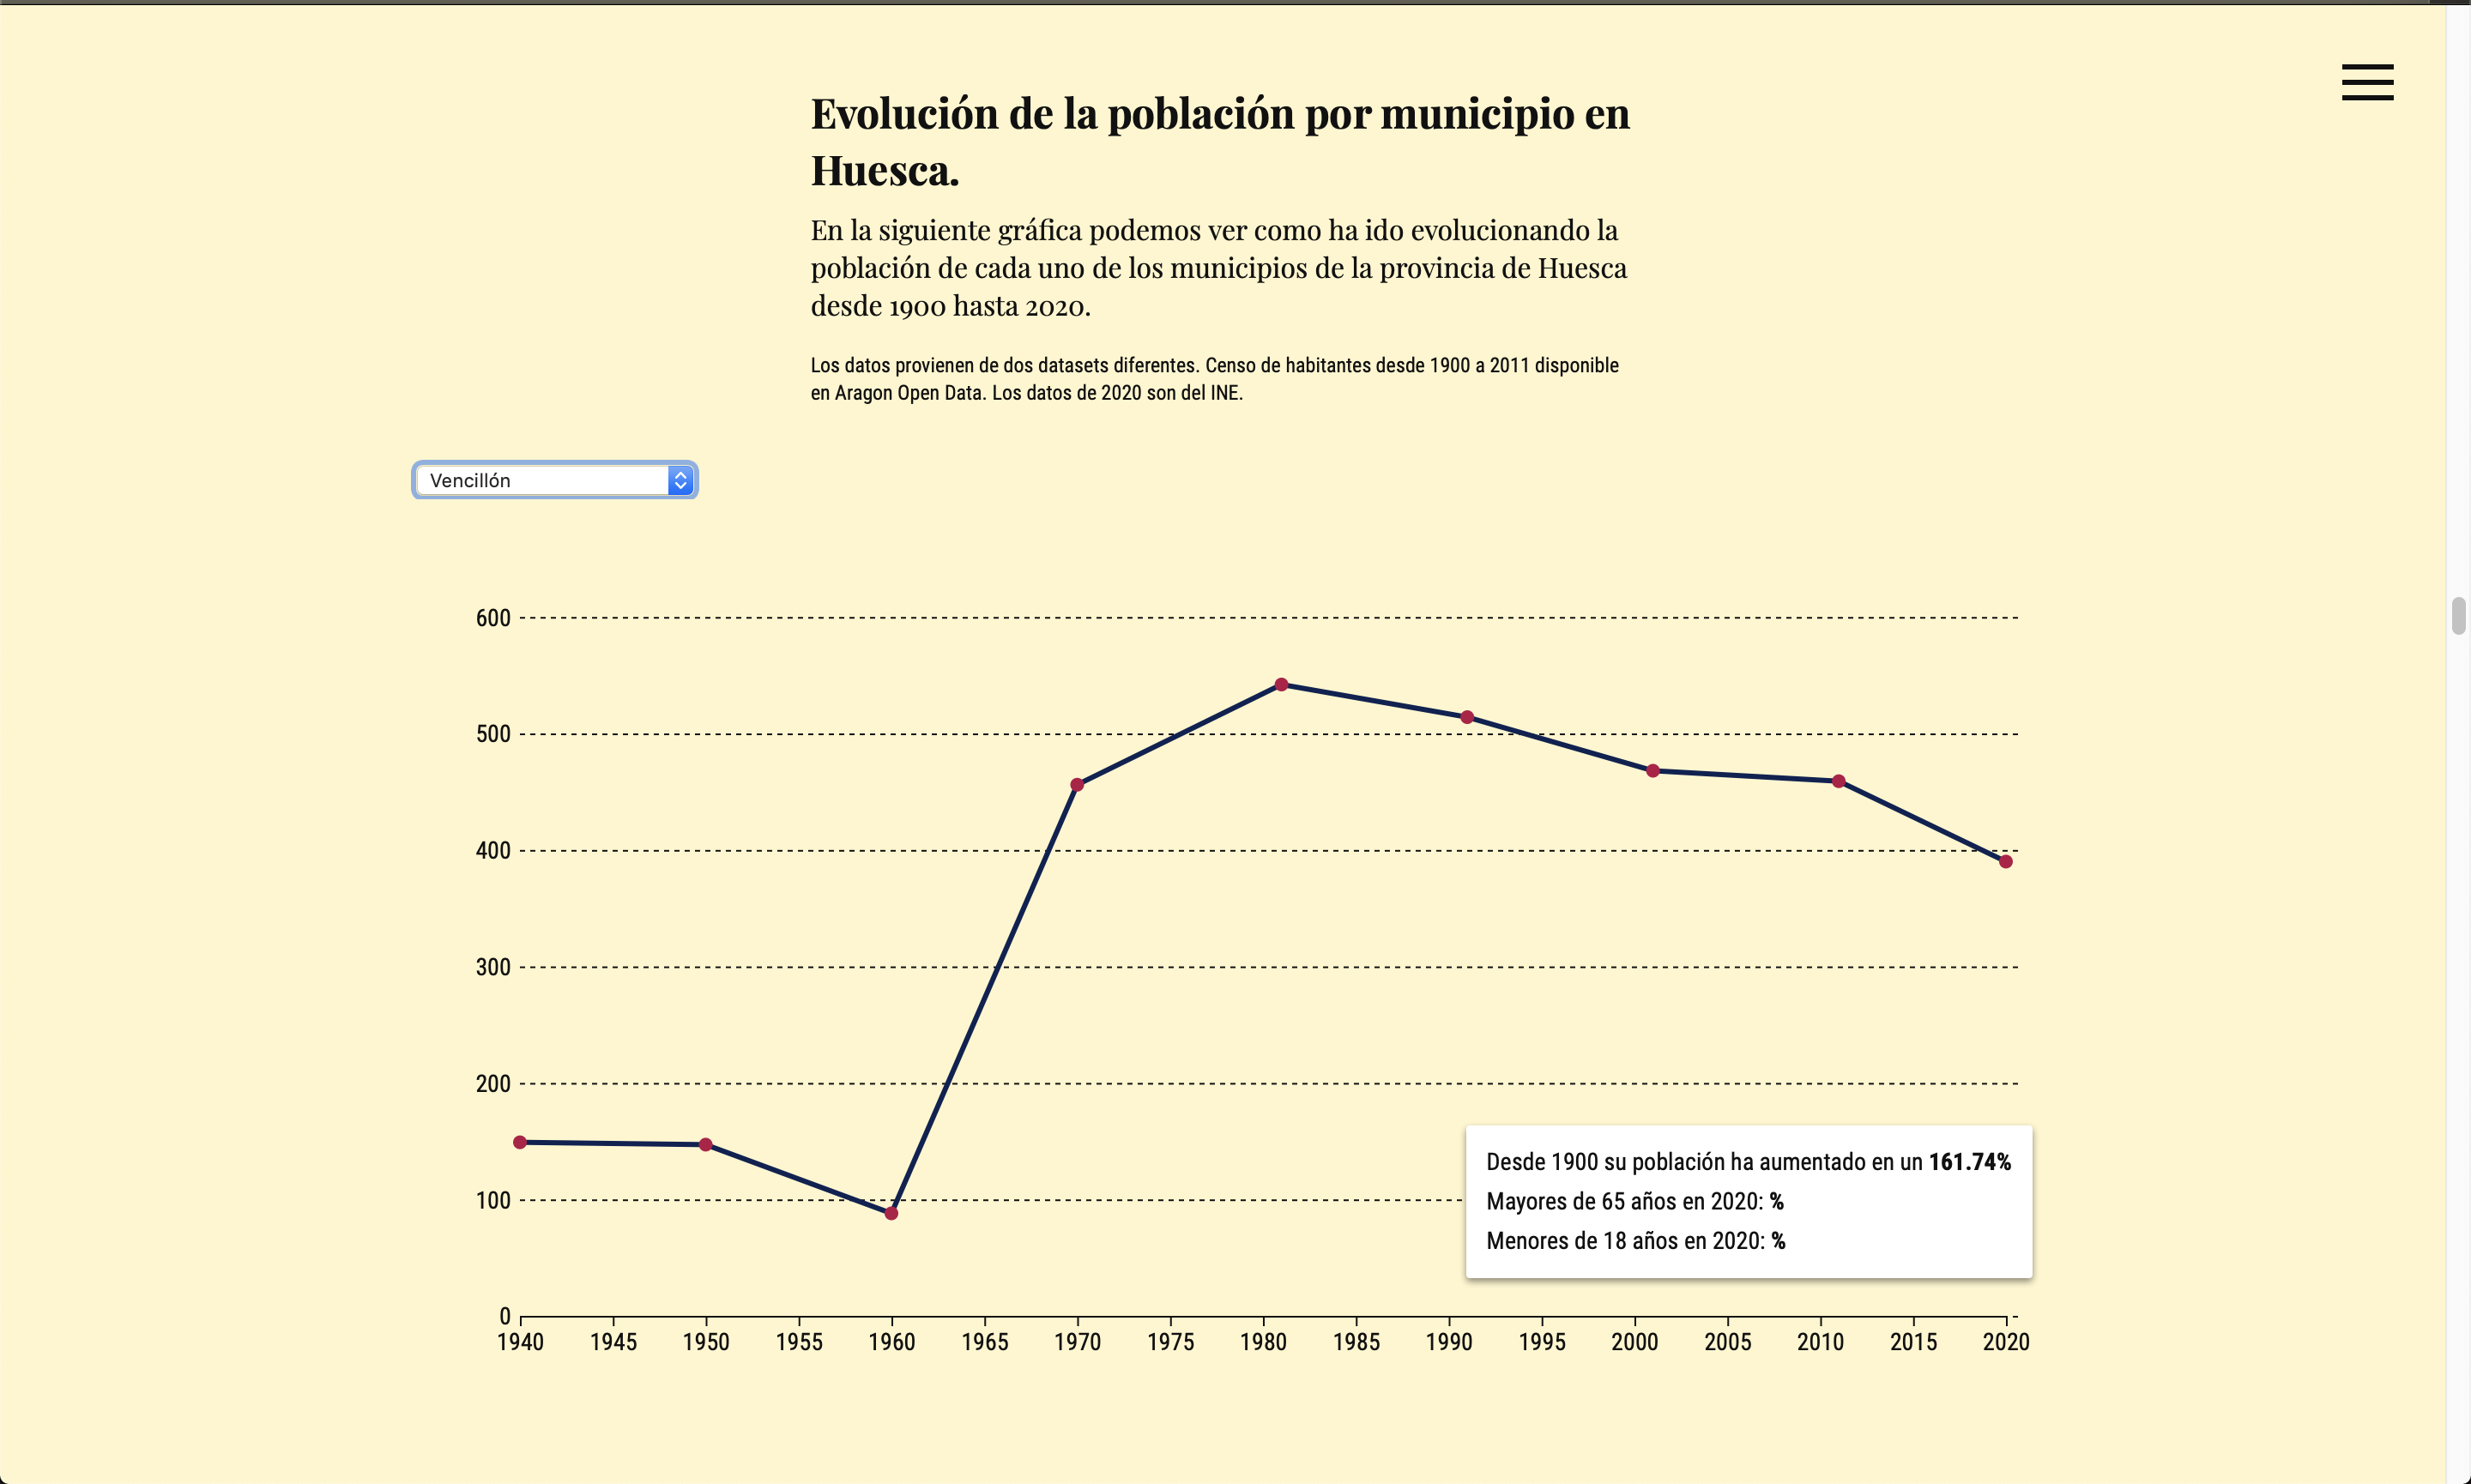 Evolución de la población por municipio en
Huesca.
En la siguiente gráfica podemos ver como ha ido evolucionando la
población de cada uno de los municipios de la provincia de Huesca
desde 1900 hasta 2020.
Los datos provienen de dos datasets diferentes. Censo de habitantes desde 1900 a 2011 disponible
en Aragon Open Data. Los datos de 2020 son del INE.
Vencillón
600
500
400
300
200
100
0
Desde 1900 su población ha aumentado en un 161.74%
Mayores de 65 años en 2020: %
Menores de 18 años en 2020: %
1940 1945 1950 1955 1960 1965 1970 1975 1980 1985 1990 1995 2000 2005 2010 2015 2020